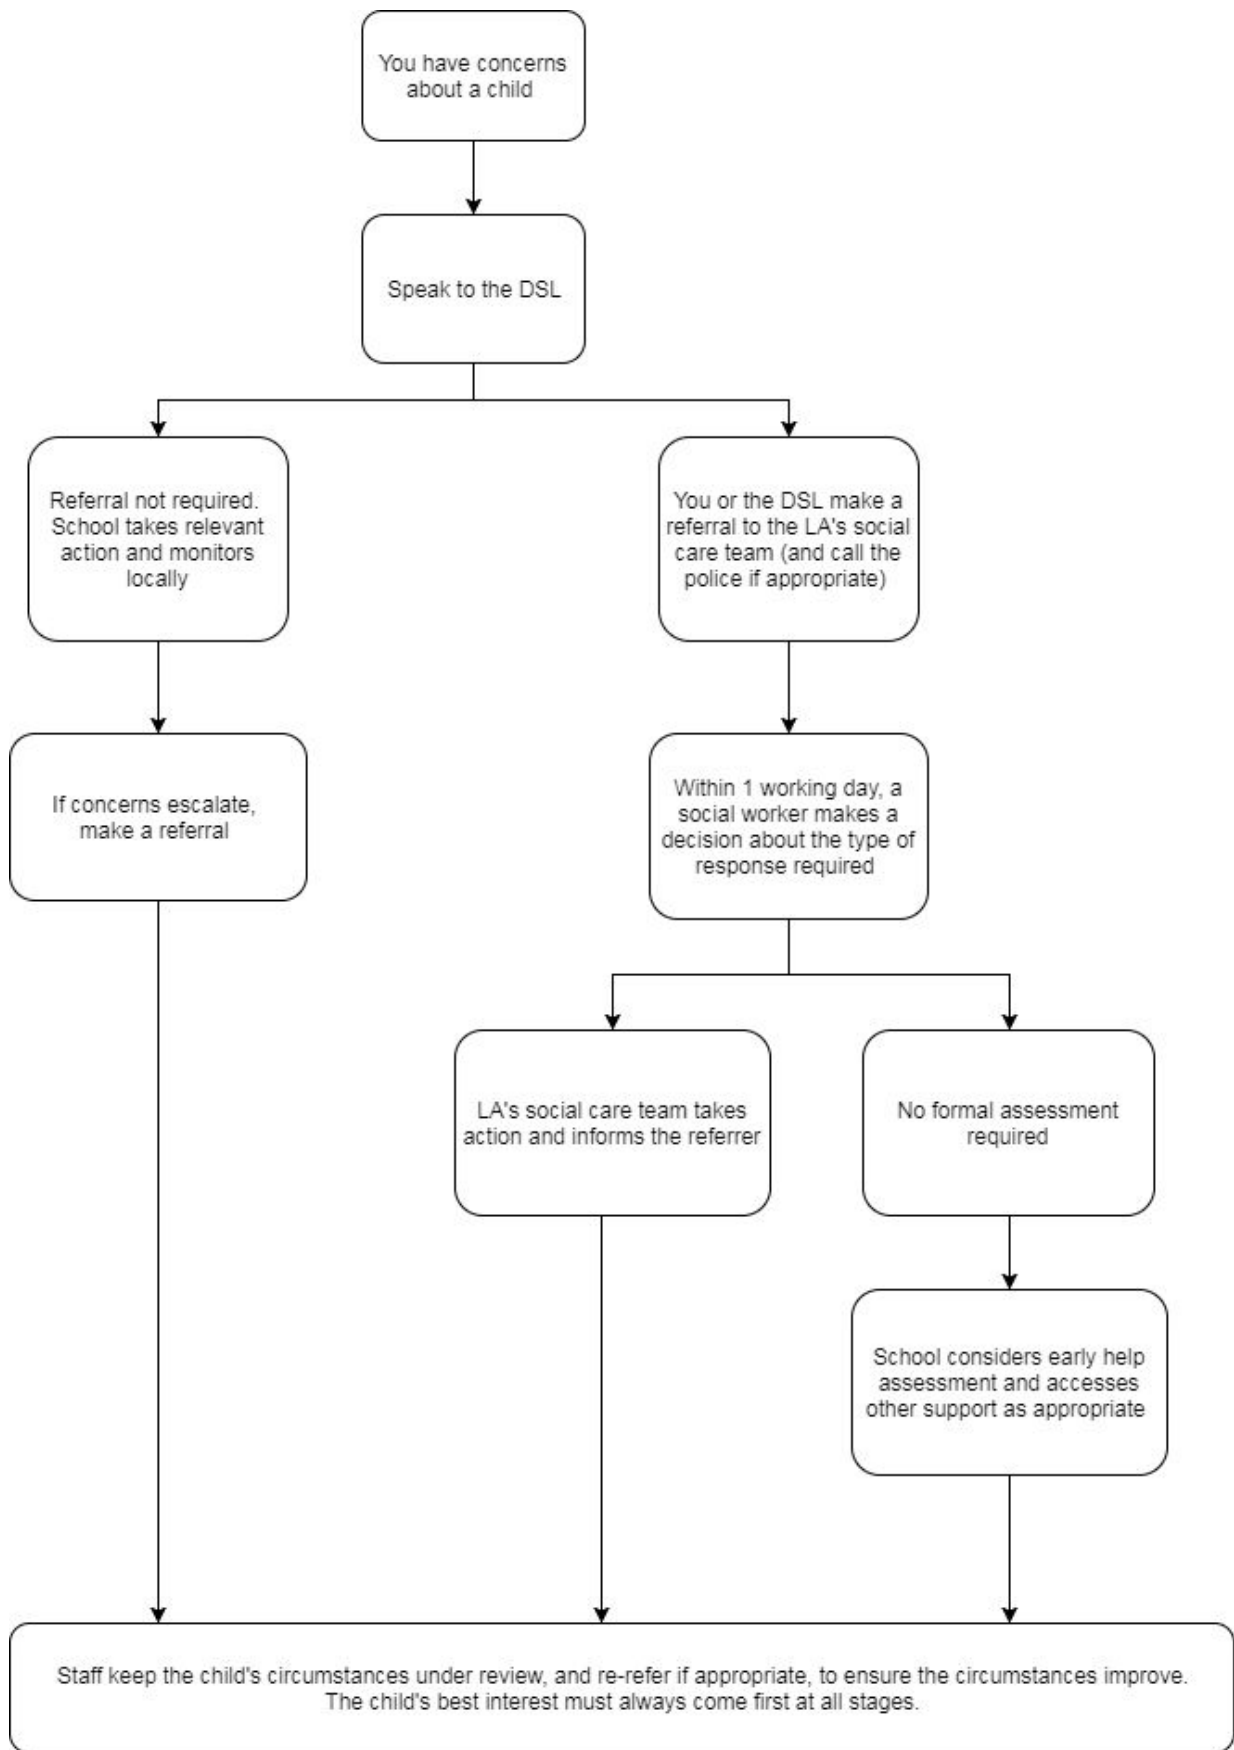 You have concerns
about a child
Speak to the DSL
Referral not required.
School takes relevant
action and monitors
locally
You or the DSL make a
referral to the LA's social
care team (and call the
police if appropriate)
If concerns escalate,
make a referral
Within 1 working day, a
social worker makes a
decision about the type of
response required
LA's social care team takes
action and informs the referrer
No formal assessment
required
School considers early help
assessment and accesses
other support as appropriate
Staff keep the child's circumstances under review, and re-refer if appropriate, to ensure the circumstances improve.
The child's best interest must always come first at all stages.